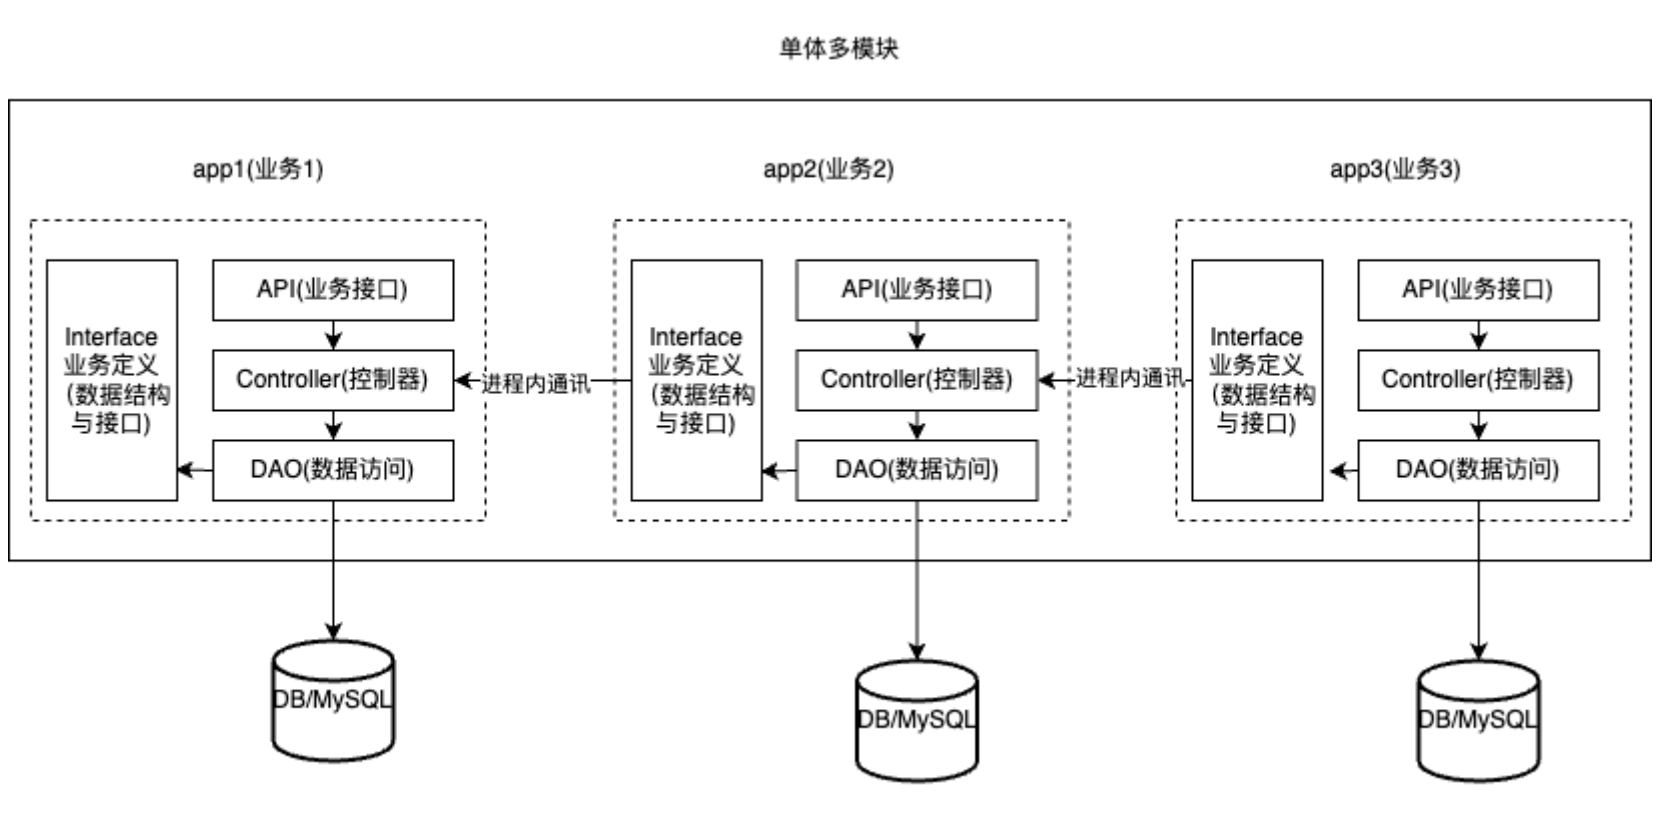 单体多模块
app1(业务1)
app2(业务2)
app3(业务3)
Interface
业务定义
(数据结构
与接口)
API(业务接口)
Controller(控制器)
DAO(数据访问)
进程内通讯
Interface
业务定义
(数据结构
与接口)
API(业务接口)
Controller(控制器)
DAO(数据访问)
进程内通讯
Interface
业务定义
(数据结构
与接口)
API(业务接口)
Controller(控制器)
DAO(数据访问)
DB/MySQL
DB/MySQL
DB/MySQL